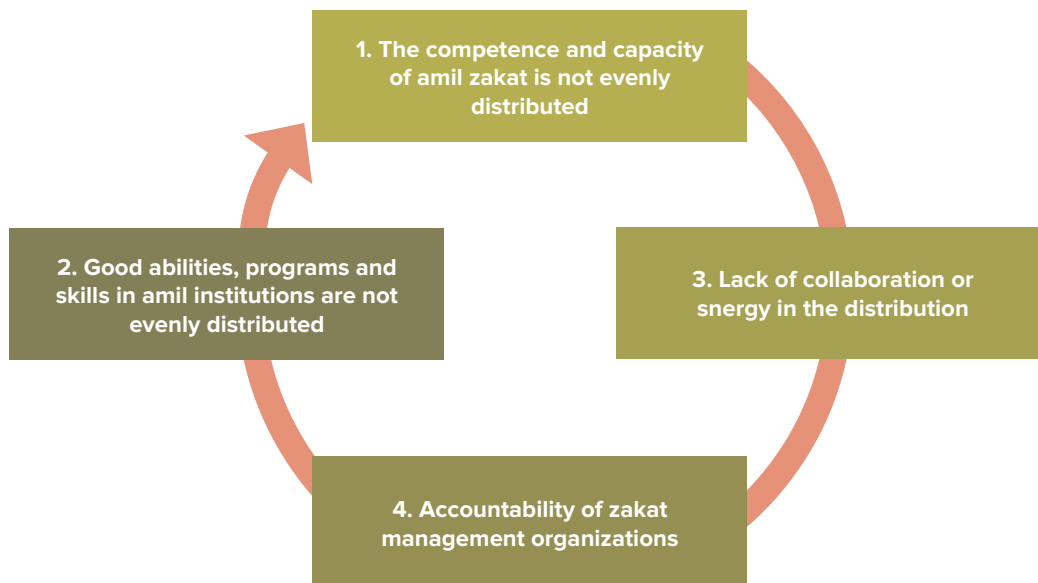 1. The competence and capacity
of amil zakat is not evenly
distributed
2. Good abilities, programs and
skills in amil institutions are not
evenly distributed
3. Lack of collaboration or
snergy in the distribution
4. Accountability of zakat
management organizations